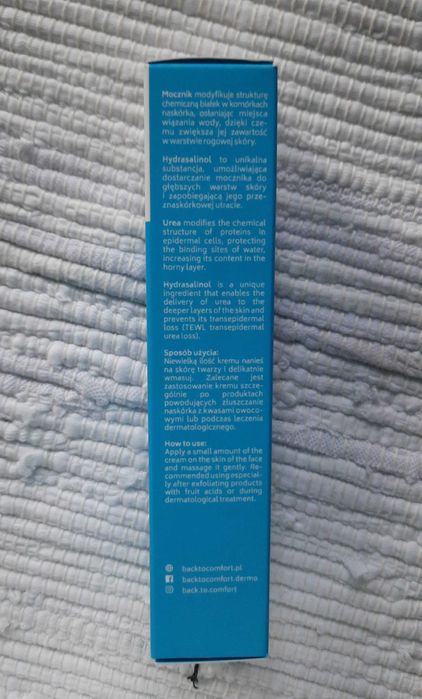 Mocznik modyfikuje strukturę
chemiczną białek w komórkach
naskórka, osłaniając miejsca
wiązania wody, dzięki cze-
mu zwiększa jej zawartość
w warstwie rogowej skóry.
Hydrasalinol to unikalna
substancja, umożliwiająca
dostarczanie mocznika do
głębszych warstw skóry
i zapobiegająca jego prze-
znaskórkowej utracie.
Urea modifies the chemical
structure of proteins in
epidermal cells, protecting
the binding sites of water,
increasing its content in the
horny layer.
Hydrasalinol is a unique
ingredient that enables the
delivery of urea to the
deeper layers of the skin and
prevents its transepidermal
loss (TEWL transepidermal
urea loss).
Sposób użycia:
Niewielką ilość kremu nanieś
na skórę twarzy i delikatnie
wmasuj. Zalecane jest
zastosowanie kremu szcze-
gólnie po produktach
powodujących złuszczanie
naskórka z kwasami owoco-
wymi lub podczas leczenia
dermatologicznego.
How to use:
Apply a small amount of the
cream on the skin of the face
and massage it gently. Re-
commended using especial-
ly after exfoliating products
with fruit acids or during
dermatological treatment.
backtocomfort.pl
backtocomfort.dermo
back.to.comfort